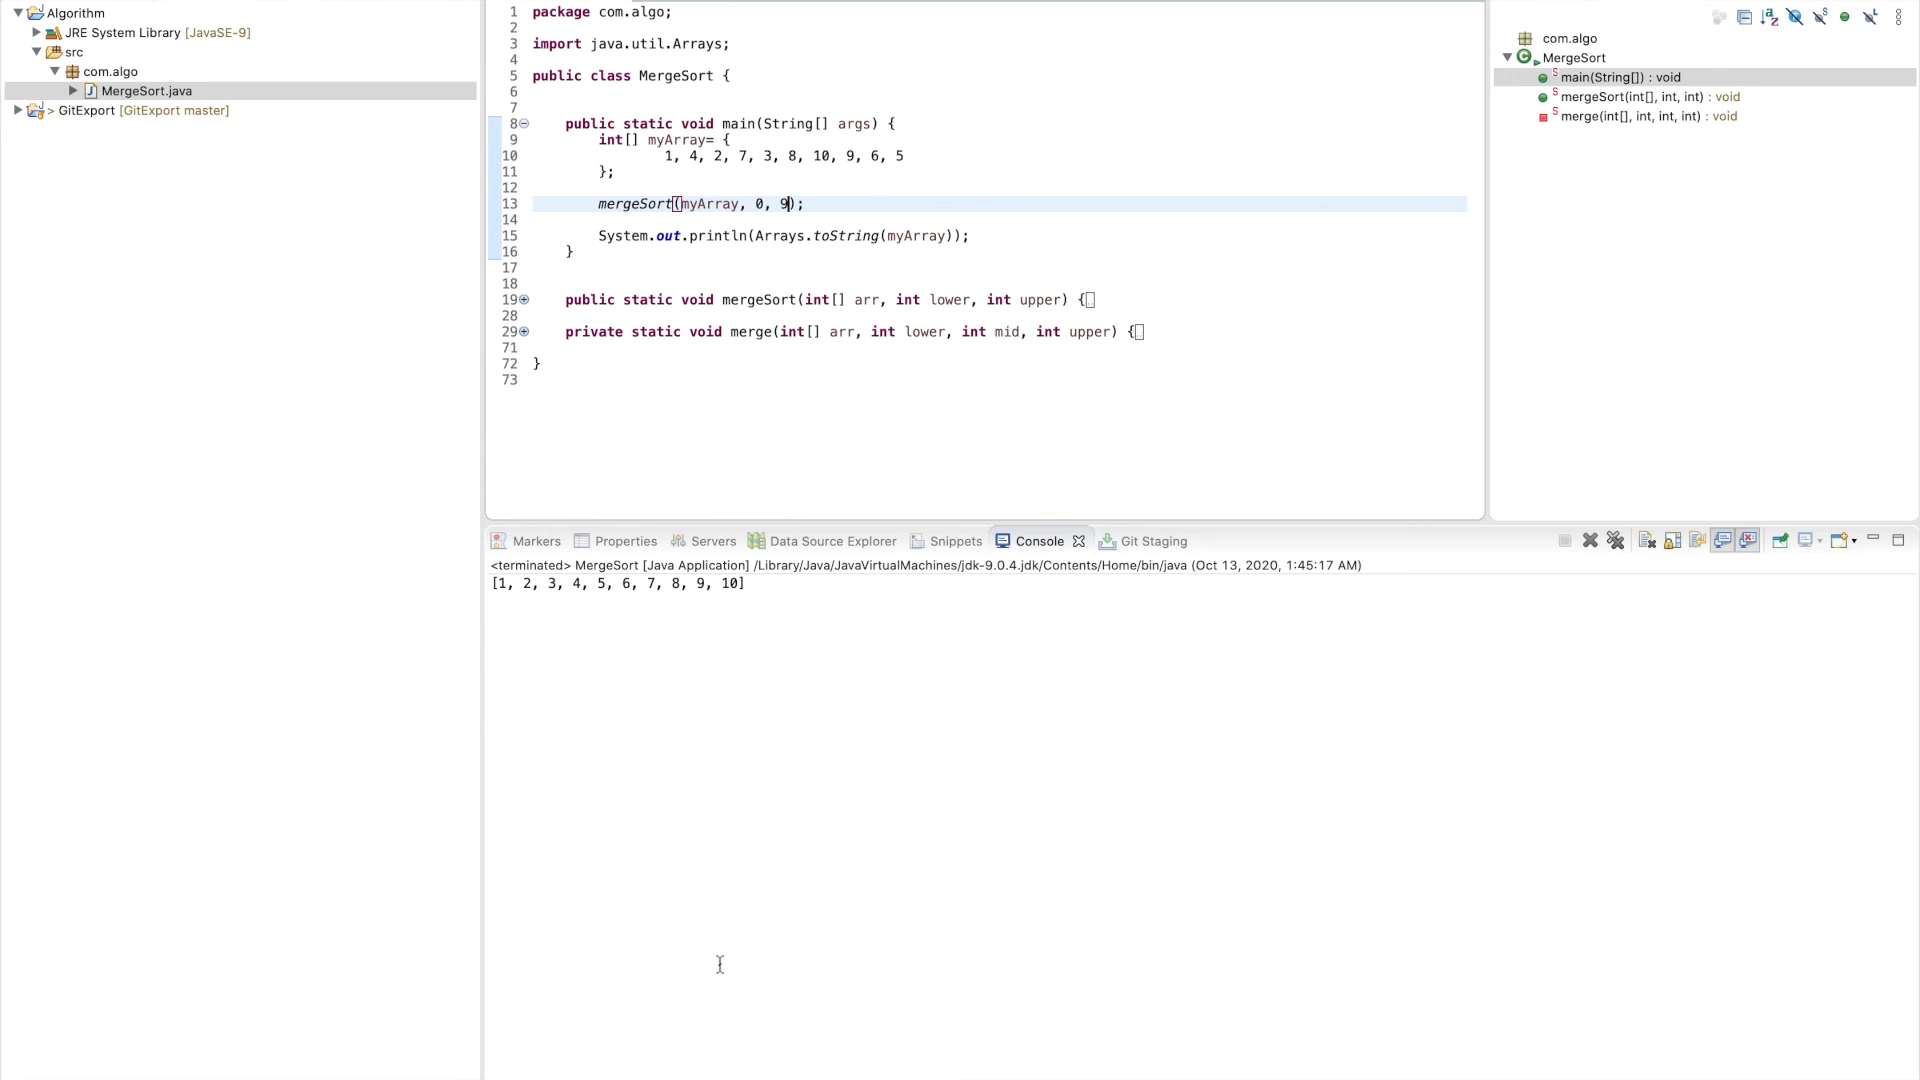 Algorithm
JRE System Library [JavaSE-9]
src
com.algo
MergeSort.java
> GitExport [GitExport master]
1 package com.algo;
2
3 import java.util.Arrays;
4
5 public class MergeSort {
6
7
8 public static void main(String[] args) {
9 int[] myArray= {
10 1, 4, 2, 7, 3, 8, 10, 9, 6, 5
11 };
12
13 mergeSort(myArray, 0, 9);
14
15 System.out.println(Arrays.toString(myArray));
16 }
17
18
19 public static void mergeSort(int[] arr, int lower, int upper) {
28
29 private static void merge(int[] arr, int lower, int mid, int upper) {
71
72 }
73
com.algo
MergeSort
main(String[]) : void
mergeSort(int[], int, int) : void
merge(int[], int, int, int) : void
Markers Properties Servers Data Source Explorer Snippets Console Git Staging
<terminated> MergeSort [Java Application] /Library/Java/JavaVirtualMachines/jdk-9.0.4.jdk/Contents/Home/bin/java (Oct 13, 2020, 1:45:17 AM)
[1, 2, 3, 4, 5, 6, 7, 8, 9, 10]